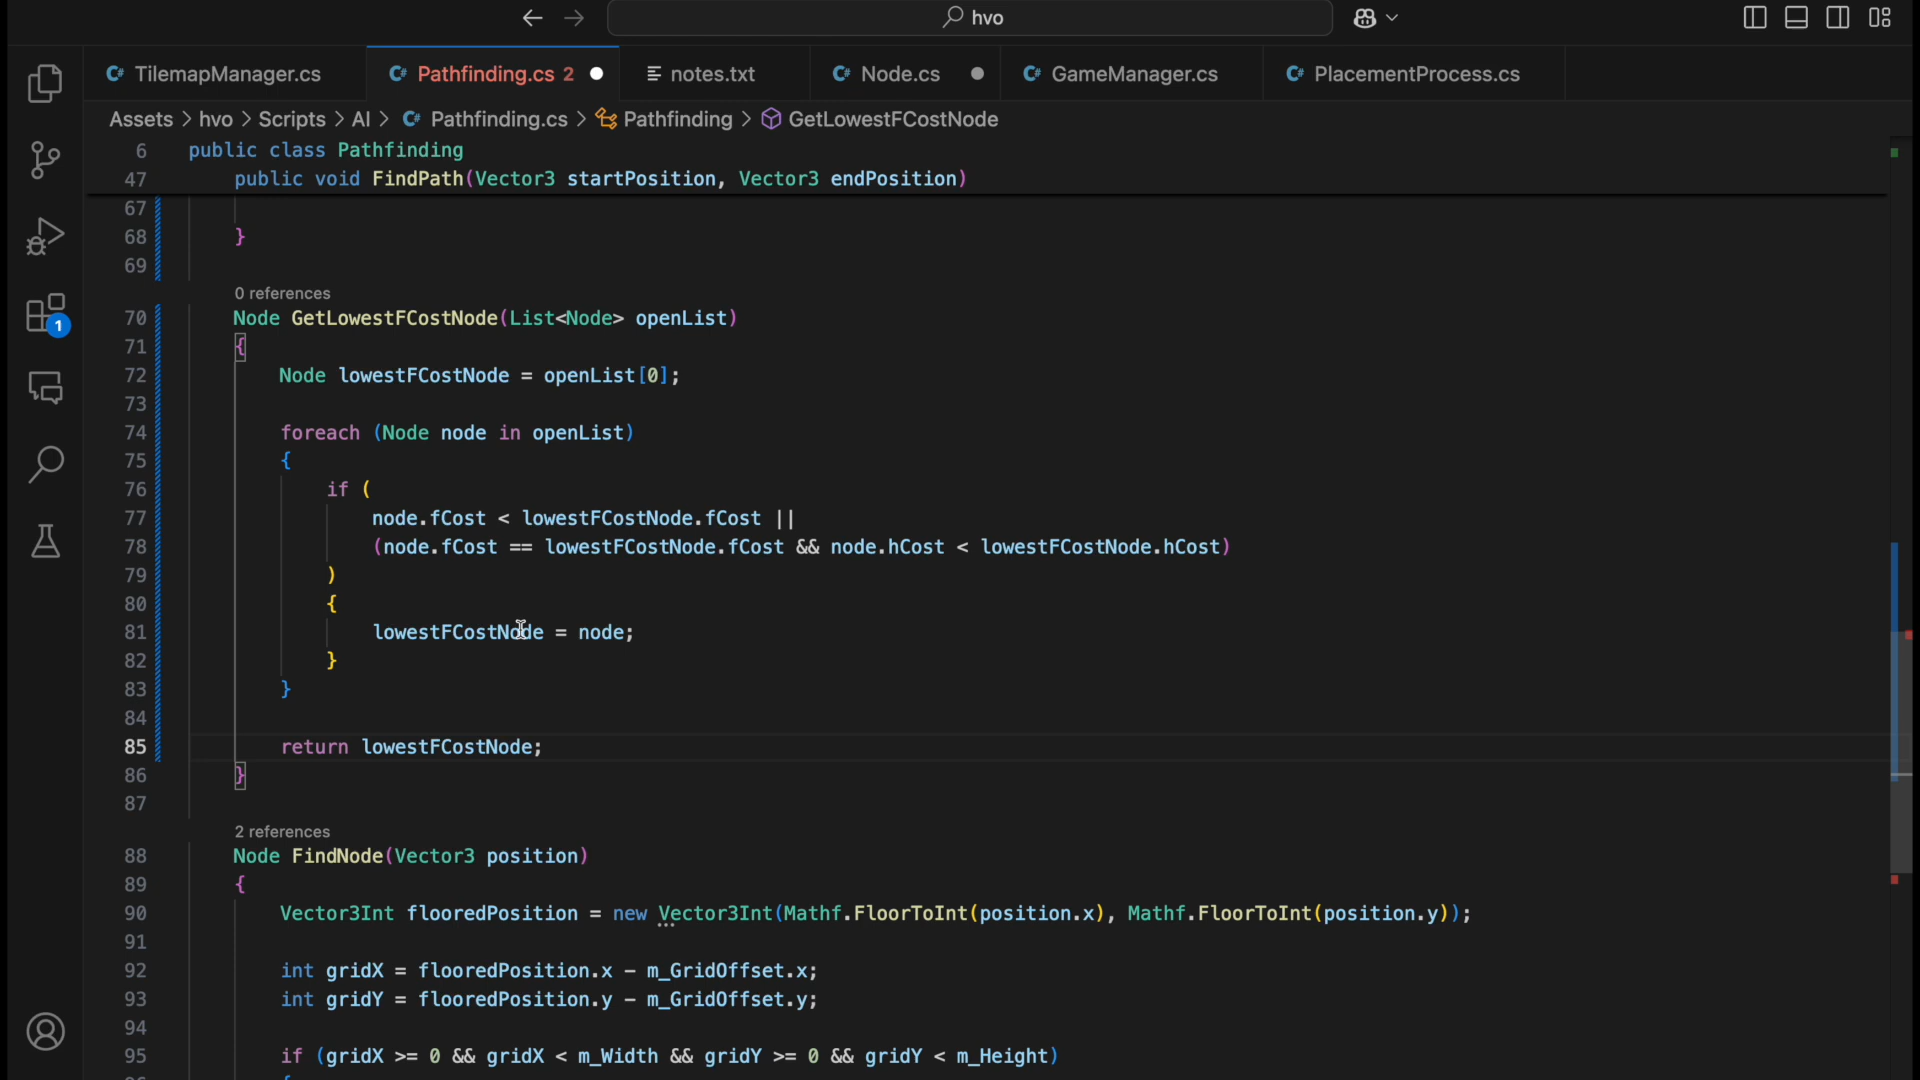 hvo
TilemapManager.cs
Pathfinding.cs 2
notes.txt
Node.cs
GameManager.cs
PlacementProcess.cs
Assets > hvo > Scripts > AI > Pathfinding.cs > Pathfinding > GetLowestFCostNode
6 public class Pathfinding
47 public void FindPath(Vector3 startPosition, Vector3 endPosition)
67
68 }
69
0 references
70 Node GetLowestFCostNode(List<Node> openList)
71 {
72 Node lowestFCostNode = openList[0];
73
74 foreach (Node node in openList)
75 {
76 if (
77 node.fCost < lowestFCostNode.fCost ||
78 (node.fCost == lowestFCostNode.fCost && node.hCost < lowestFCostNode.hCost)
79 )
80 {
81 lowestFCostNode = node;
82 }
83 }
84
85 return lowestFCostNode;
86 }
87
2 references
88 Node FindNode(Vector3 position)
89 {
90 Vector3Int flooredPosition = new Vector3Int(Mathf.FloorToInt(position.x), Mathf.FloorToInt(position.y));
91
92 int gridX = flooredPosition.x - m_GridOffset.x;
93 int gridY = flooredPosition.y - m_GridOffset.y;
94
95 if (gridX >= 0 && gridX < m_Width && gridY >= 0 && gridY < m_Height)
1